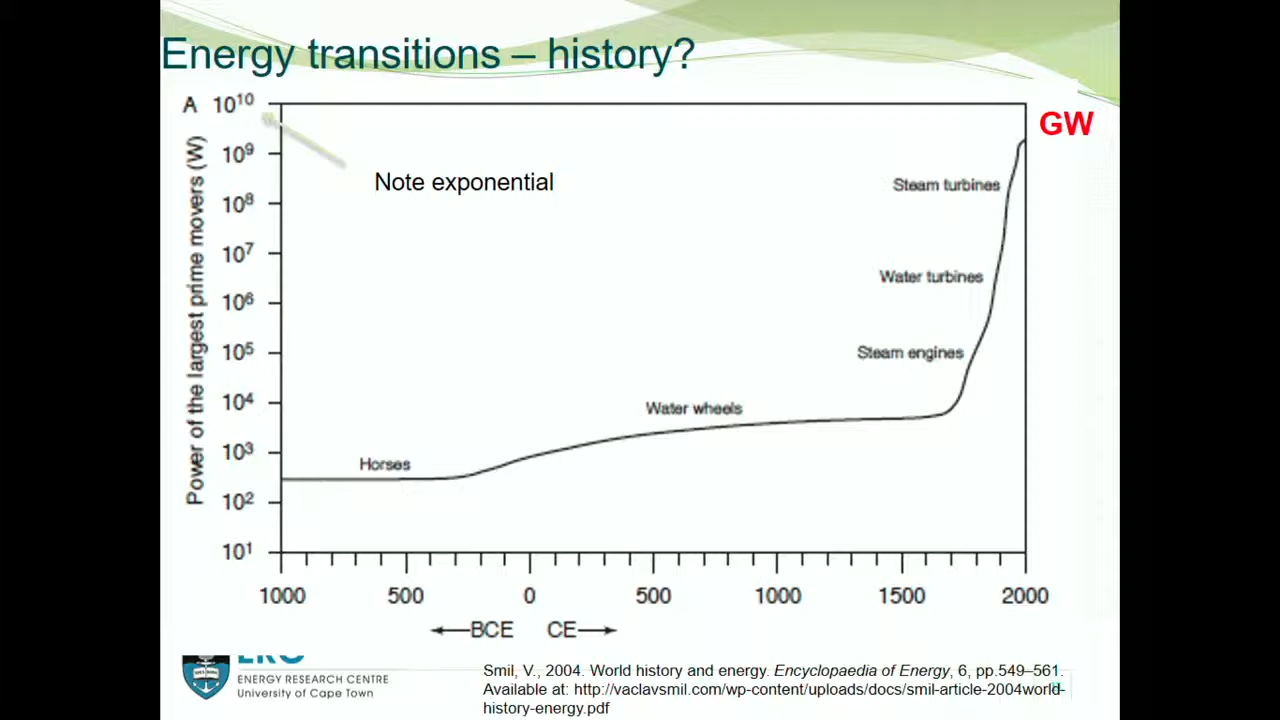 Energy transitions – history?
A 10¹⁰
GW
Note exponential
Power of the largest prime movers (W)
10⁹
10⁸
10⁷
10⁶
10⁵
10⁴
10³
10²
10¹
Steam turbines
Water turbines
Steam engines
Water wheels
Horses
1000 500 0 500 1000 1500 2000
←BCE CE→
ERC
ENERGY RESEARCH CENTRE
University of Cape Town
Smil, V., 2004. World history and energy. Encyclopaedia of Energy, 6, pp.549–561.
Available at: http://vaclavsmil.com/wp-content/uploads/docs/smil-article-2004world-
history-energy.pdf